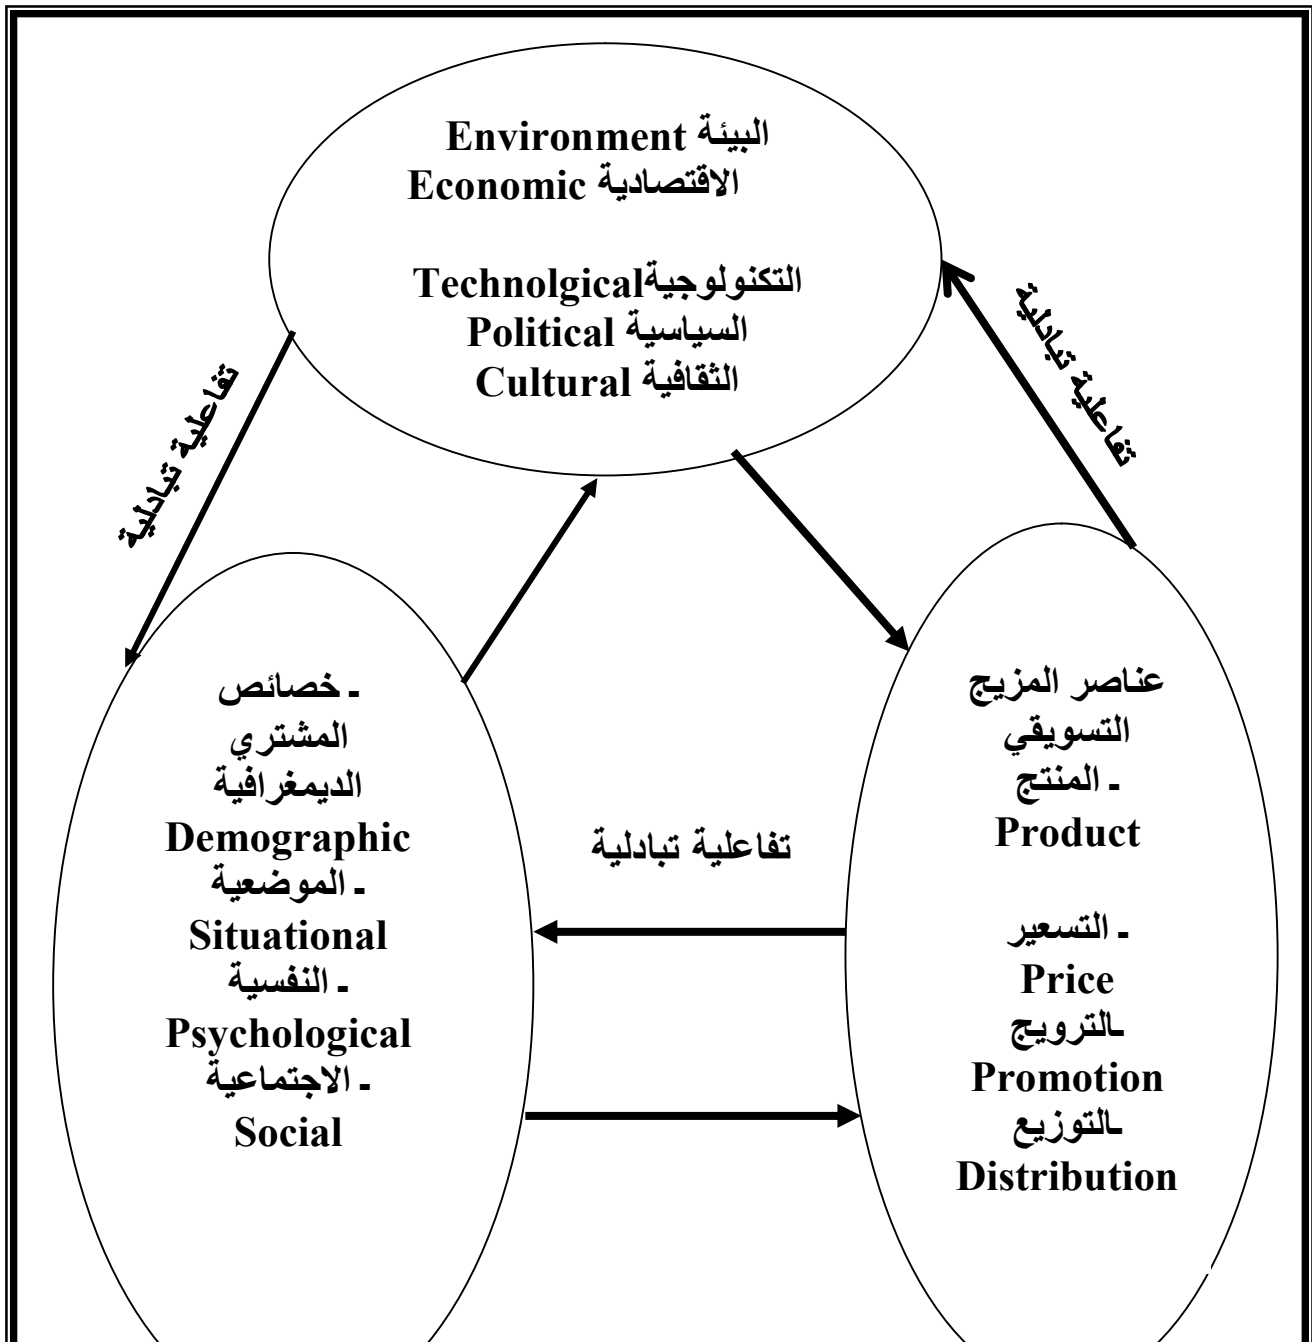 البيئة Environment
الاقتصادية Economic
التكنولوجيةTechnolgical
السياسية Political
الثقافية Cultural
تفاعلية تبادلية
تفاعلية تبادلية
عناصر المزيج
التسويقي
ـ المنتج
Product
ـ التسعير
Price
ـالترويج
Promotion
ـالتوزيع
Distribution
تفاعلية تبادلية
ـ خصائص
المشتري
الديمغرافية
Demographic
ـ الموضعية
Situational
ـ النفسية
Psychological
ـ الاجتماعية
Social